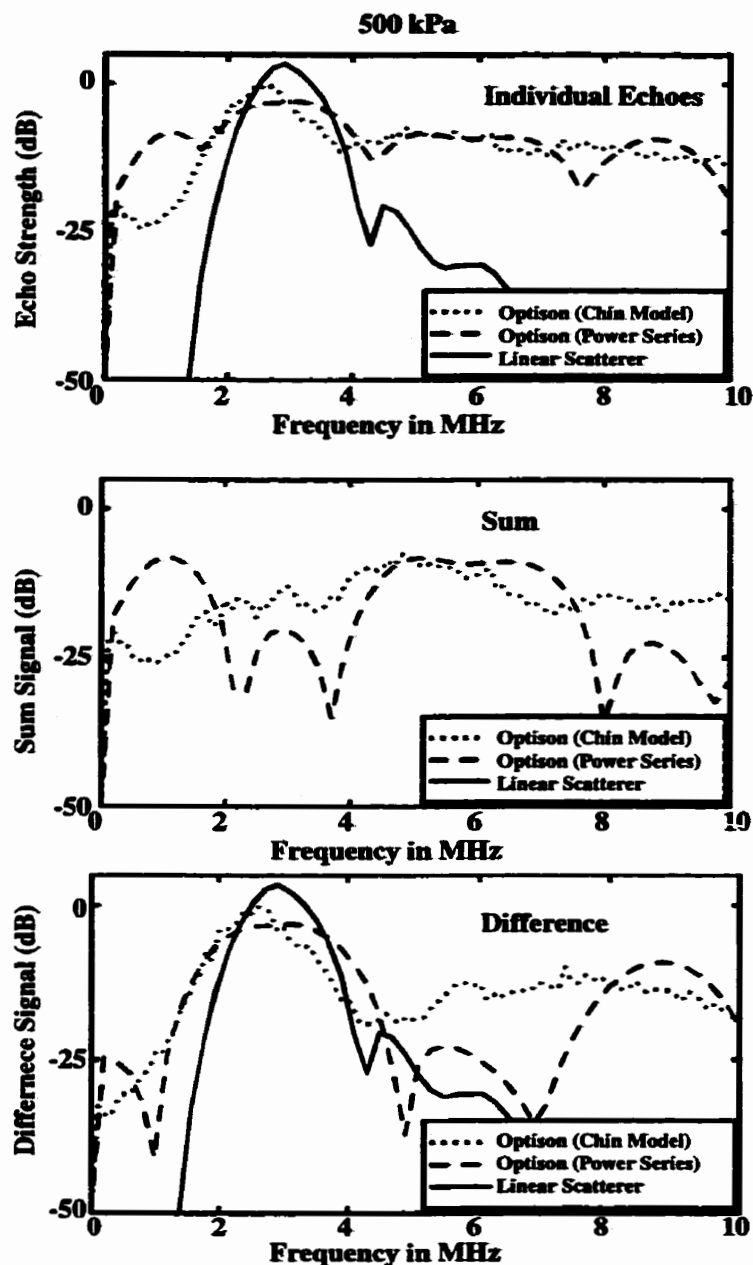 500 kPa
Individual Echoes
Echo Strength (dB)
0
-25
-50
Optison (Chin Model)
Optison (Power Series)
Linear Scatterer
0 2 4 6 8 10
Frequency in MHz
Sum
Sum Signal (dB)
0
-25
-50
Optison (Chin Model)
Optison (Power Series)
Linear Scatterer
0 2 4 6 8 10
Frequency in MHz
Difference
Differnece Signal (dB)
0
-25
-50
Optison (Chin Model)
Optison (Power Series)
Linear Scatterer
0 2 4 6 8 10
Frequency in MHz